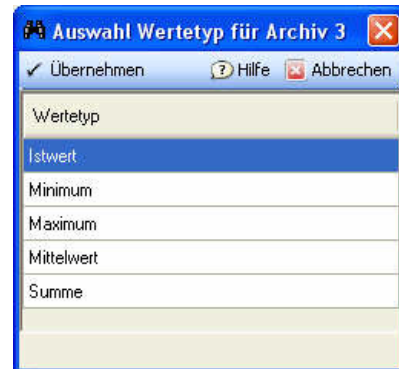 Auswahl Wertetyp für Archiv 3
Übernehmen Hilfe Abbrechen
Wertetyp
Istwert
Minimum
Maximum
Mittelwert
Summe